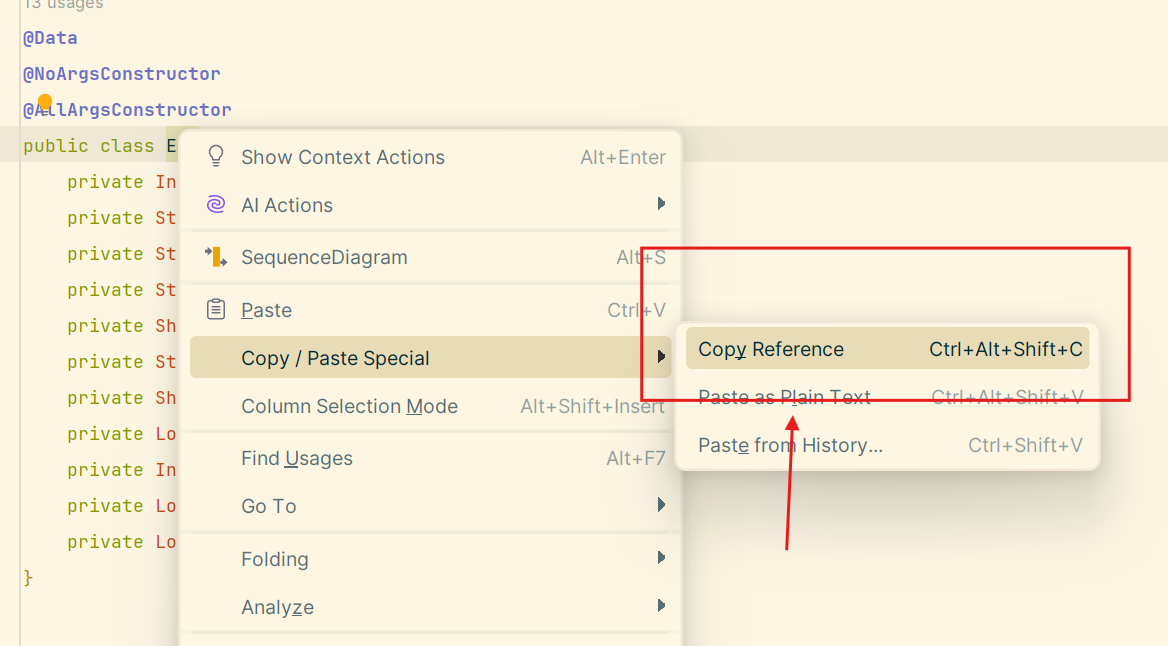 13 usages
@Data
@NoArgsConstructor
@AllArgsConstructor
public class E
private In
private St
private St
private St
private Sh
private St
private Sh
private Lo
private In
private Lo
private Lo
}
Show Context Actions Alt+Enter
AI Actions
SequenceDiagram Alt+S
Paste Ctrl+V
Copy / Paste Special
Column Selection Mode Alt+Shift+Insert
Find Usages Alt+F7
Go To
Folding
Analyze
Copy Reference Ctrl+Alt+Shift+C
Paste as Plain Text Ctrl+Alt+Shift+V
Paste from History... Ctrl+Shift+V